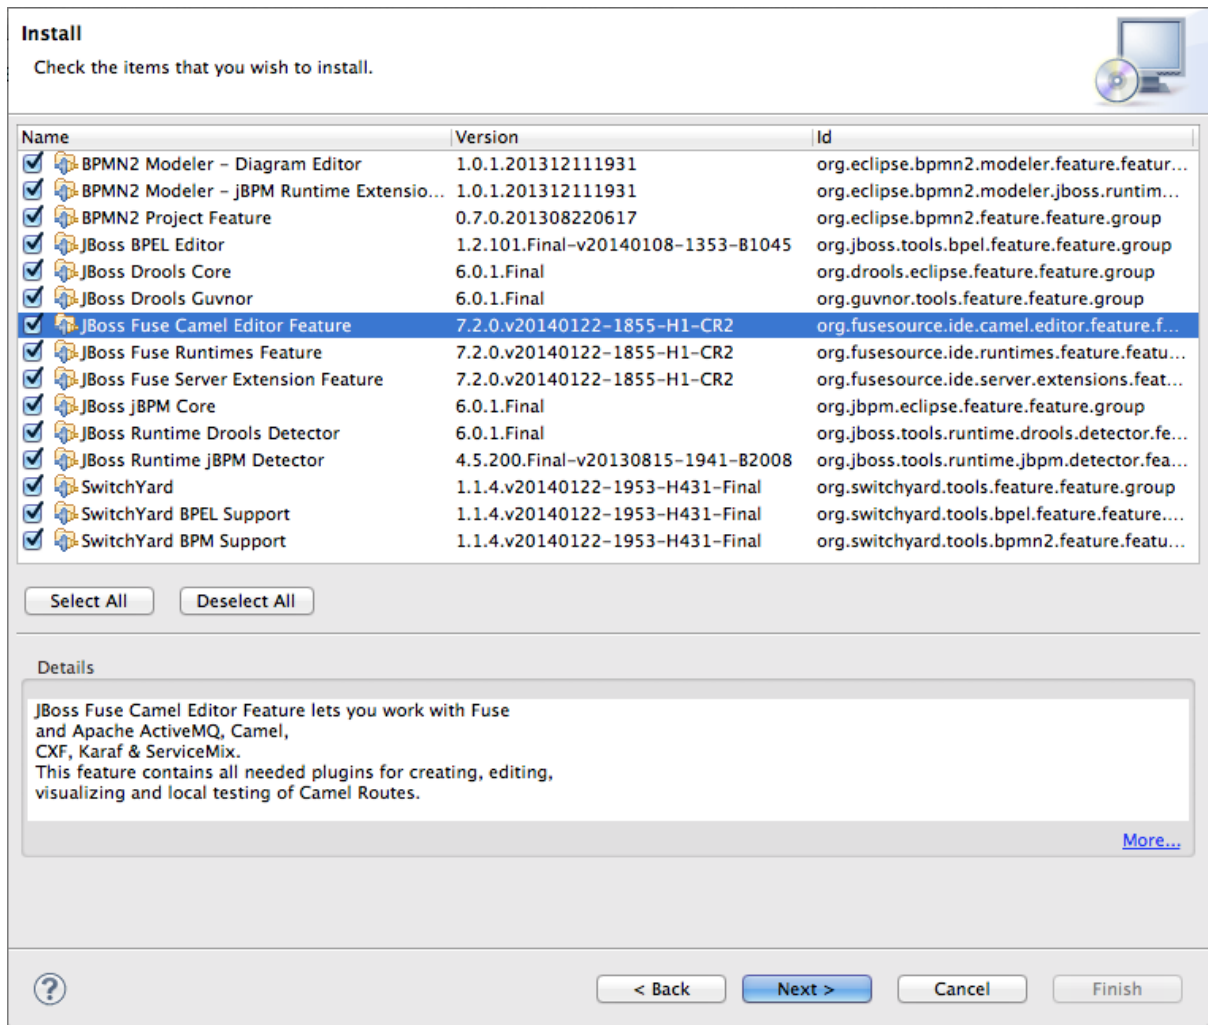 Install
Check the items that you wish to install.
Name Version Id
BPMN2 Modeler - Diagram Editor 1.0.1.201312111931 org.eclipse.bpmn2.modeler.feature.featur...
BPMN2 Modeler - jBPM Runtime Extensio... 1.0.1.201312111931 org.eclipse.bpmn2.modeler.jboss.runtim...
BPMN2 Project Feature 0.7.0.201308220617 org.eclipse.bpmn2.feature.feature.group
JBoss BPEL Editor 1.2.101.Final-v20140108-1353-B1045 org.jboss.tools.bpel.feature.feature.group
JBoss Drools Core 6.0.1.Final org.drools.eclipse.feature.feature.group
JBoss Drools Guvnor 6.0.1.Final org.guvnor.tools.feature.feature.group
JBoss Fuse Camel Editor Feature 7.2.0.v20140122-1855-H1-CR2 org.fusesource.ide.camel.editor.feature.f...
JBoss Fuse Runtimes Feature 7.2.0.v20140122-1855-H1-CR2 org.fusesource.ide.runtimes.feature.featu...
JBoss Fuse Server Extension Feature 7.2.0.v20140122-1855-H1-CR2 org.fusesource.ide.server.extensions.feat...
JBoss jBPM Core 6.0.1.Final org.jbpm.eclipse.feature.feature.group
JBoss Runtime Drools Detector 6.0.1.Final org.jboss.tools.runtime.drools.detector.fe...
JBoss Runtime jBPM Detector 4.5.200.Final-v20130815-1941-B2008 org.jboss.tools.runtime.jbpm.detector.fea...
SwitchYard 1.1.4.v20140122-1953-H431-Final org.switchyard.tools.feature.feature.group
SwitchYard BPEL Support 1.1.4.v20140122-1953-H431-Final org.switchyard.tools.bpel.feature.feature....
SwitchYard BPM Support 1.1.4.v20140122-1953-H431-Final org.switchyard.tools.bpmn2.feature.featu...
Select All Deselect All
Details
JBoss Fuse Camel Editor Feature lets you work with Fuse
and Apache ActiveMQ, Camel,
CXF, Karaf & ServiceMix.
This feature contains all needed plugins for creating, editing,
visualizing and local testing of Camel Routes.
More...
? < Back Next > Cancel Finish